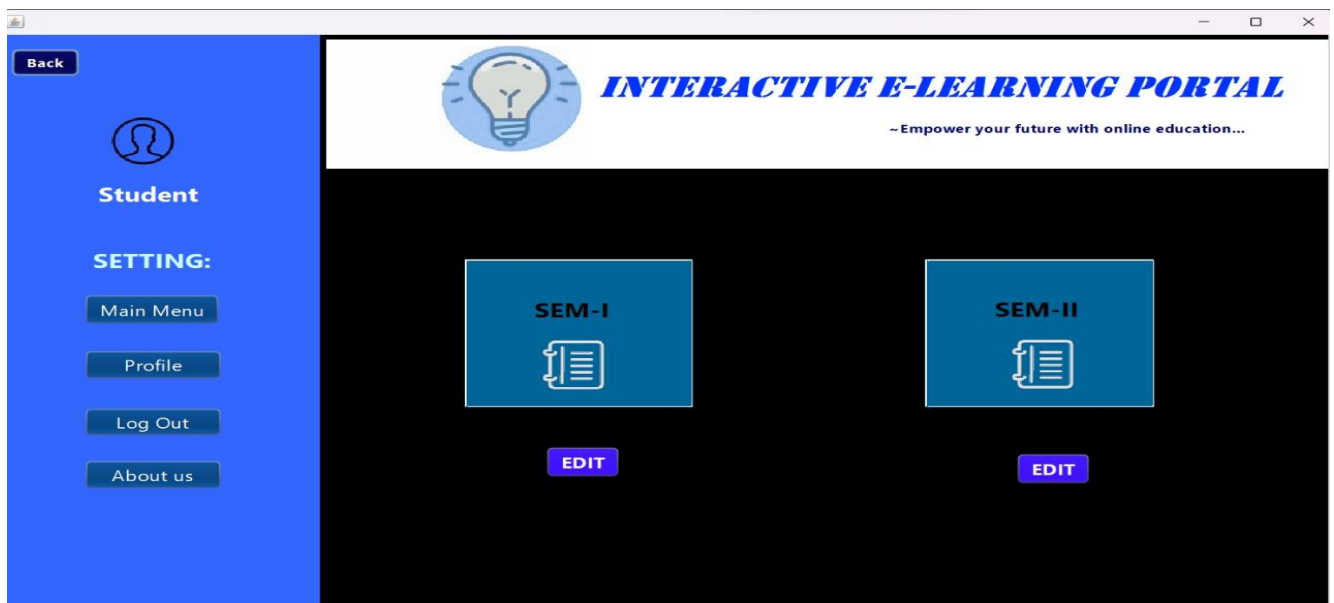 Back
INTERACTIVE E-LEARNING PORTAL
~Empower your future with online education...
Student
SETTING:
Main Menu
Profile
Log Out
About us
SEM-I
SEM-II
EDIT
EDIT